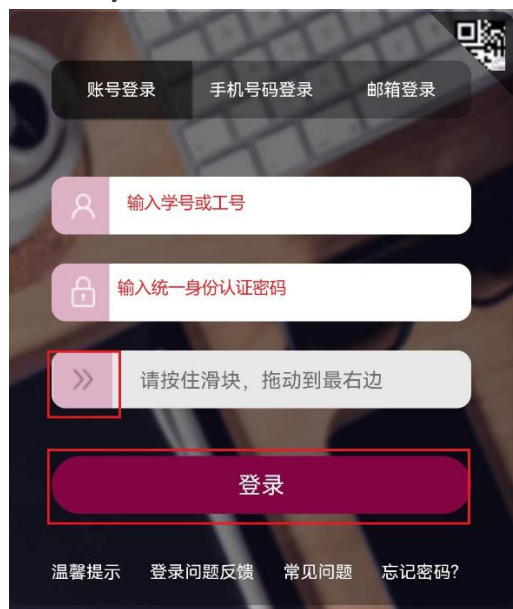 账号登录 手机号码登录 邮箱登录
输入学号或工号
输入统一身份认证密码
请按住滑块，拖动到最右边
登录
温馨提示 登录问题反馈 常见问题 忘记密码?